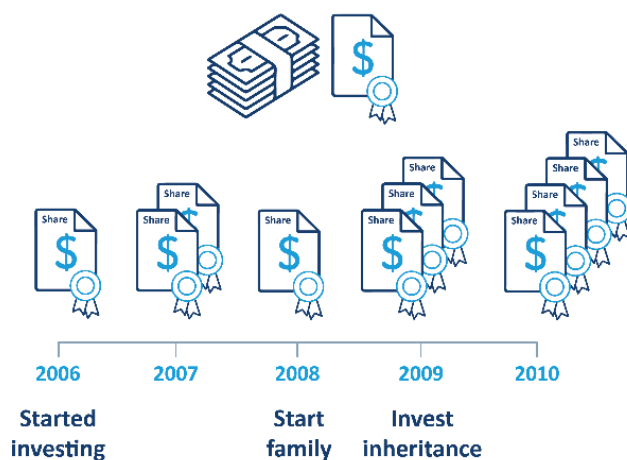 $
Share
$
Share
Share
$
Share
$
Share
Share
Share
$
Share
Share
Share
Share
$
2006
2007
2008
2009
2010
Started
investing
Start
family
Invest
inheritance